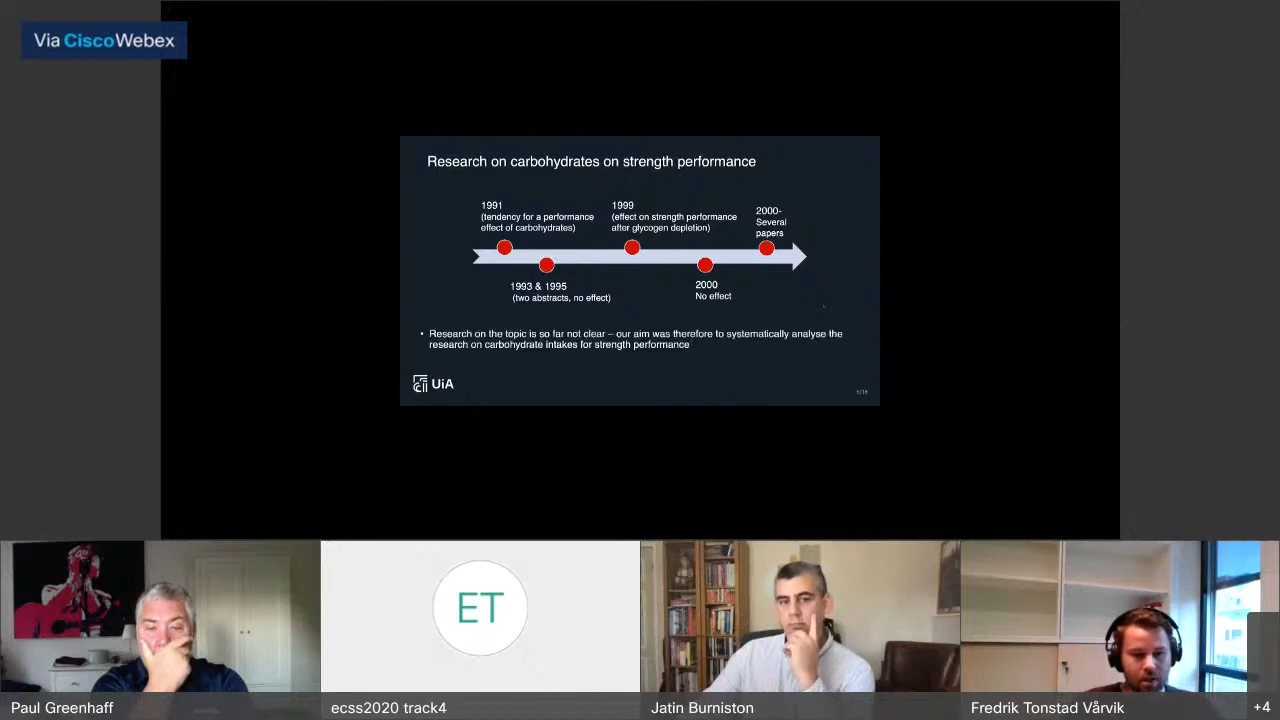 Via CiscoWebex
Research on carbohydrates on strength performance
1991
(tendency for a performance
effect of carbohydrates)
1999
(effect on strength performance
after glycogen depletion)
2000-
Several
papers
1993 & 1995
(two abstracts, no effect)
2000
No effect
• Research on the topic is so far not clear – our aim was therefore to systematically analyse the
research on carbohydrate intakes for strength performance
UiA
ET
Paul Greenhaff
ecss2020 track4
Jatin Burniston
Fredrik Tonstad Vårvik
+4